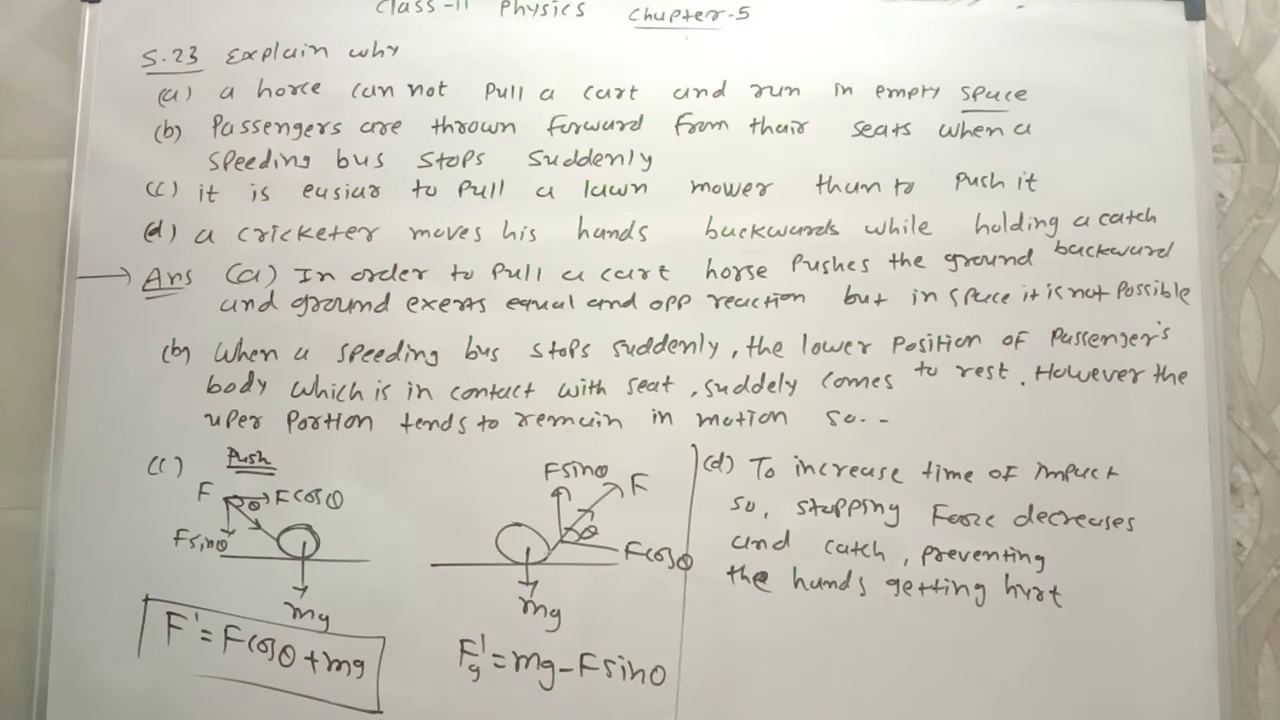 Class-11 Physics Chapter-5
5.23 Explain why
(a) a horce can not pull a cart and run in empty space
(b) Passengers are thrown forward from thair seats when a
speeding bus stops suddenly
(c) it is easiar to pull a lawn mower than to push it
(d) a cricketer moves his hands backwards while holding a catch
→ Ans (a) In order to pull a cart horse pushes the ground backward
and ground exerts equal and opp reaction but in space it is not possible
(b) When a speeding bus stops suddenly, the lower position of passenger's
body which is in contact with seat, suddely comes to rest. However the
uper portion tends to remain in motion so..
(c) Push
F Fcosθ
θ
Fsinθ
mg
F' = Fcosθ + mg
Fsinθ F
θ
Fcosθ
mg
F'g = mg - Fsinθ
(d) To increase time of impact
so, stopping Force decreases
and catch, preventing
the hands getting hurt